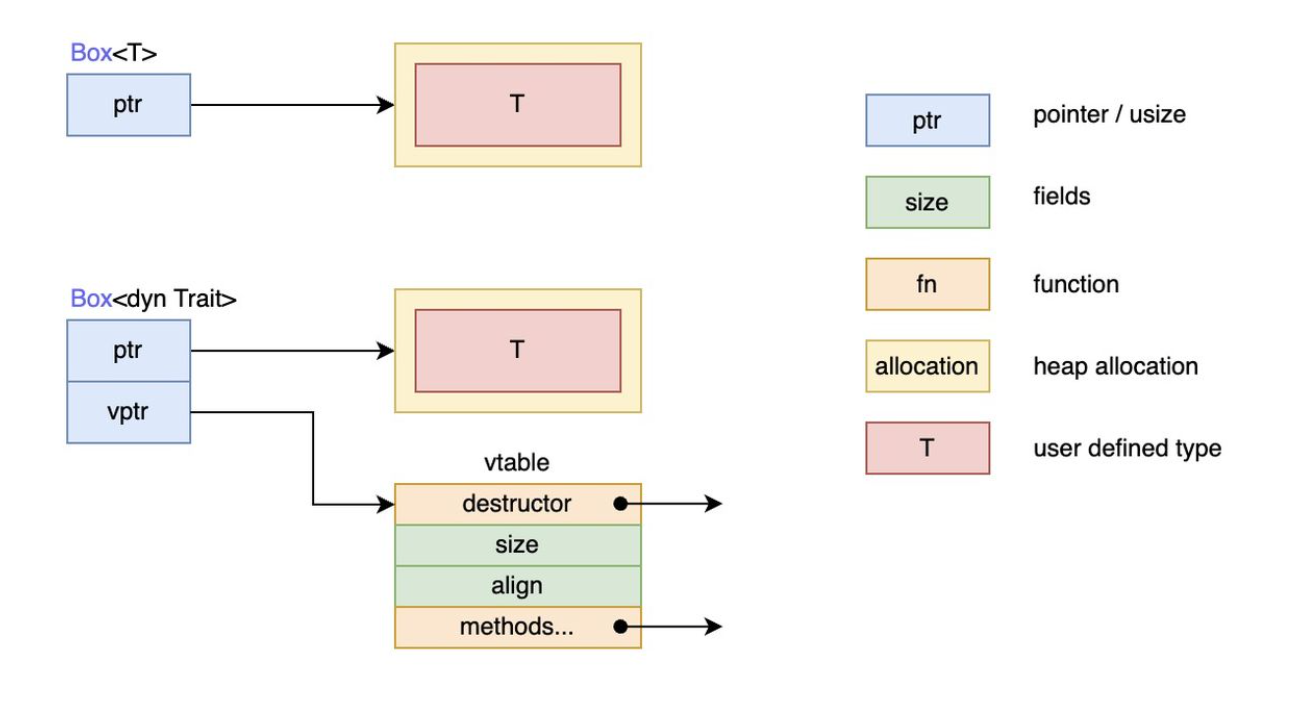 Box<T>
ptr
T
Box<dyn Trait>
ptr
T
vptr
vtable
destructor
size
align
methods...
ptr pointer / usize
size fields
fn function
allocation heap allocation
T user defined type